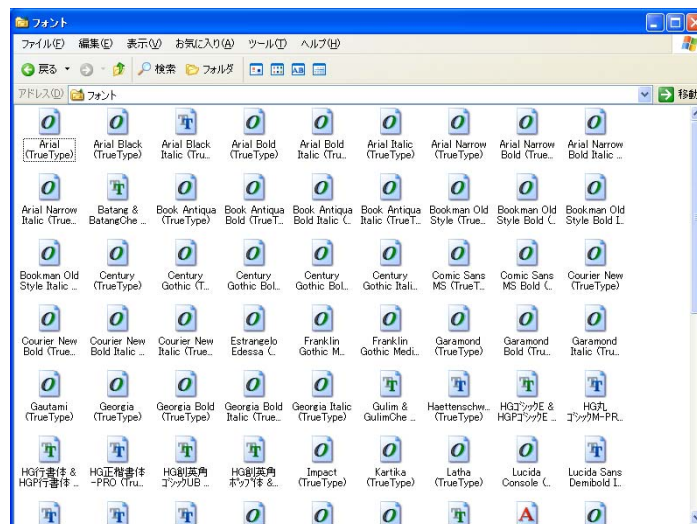 フォント
ファイル(F) 編集(E) 表示(V) お気に入り(A) ツール(T) ヘルプ(H)
戻る 検索 フォルダ
アドレス(D) フォント 移動
Arial (TrueType)
Arial Black (TrueType)
Arial Black Italic (Tru...
Arial Bold (TrueType)
Arial Bold Italic (Tru...
Arial Italic (TrueType)
Arial Narrow (TrueType)
Arial Narrow Bold (True...
Arial Narrow Bold Italic ...
Arial Narrow Italic (True...
Batang & BatangChe ...
Book Antiqua (TrueType)
Book Antiqua Bold (TrueT...
Book Antiqua Bold Italic (...
Book Antiqua Italic (TrueT...
Bookman Old Style (True...
Bookman Old Style Bold (...
Bookman Old Style Bold I...
Bookman Old Style Italic ...
Century (TrueType)
Century Gothic (T...
Century Gothic Bol...
Century Gothic Bol...
Century Gothic Itali...
Comic Sans MS (TrueT...
Comic Sans MS Bold (...
Courier New (TrueType)
Courier New Bold (True...
Courier New Bold Italic ...
Courier New Italic (True...
Estrangelo Edessa (...
Franklin Gothic M...
Franklin Gothic Medi...
Garamond (TrueType)
Garamond Bold (Tru...
Garamond Italic (Tru...
Gautami (TrueType)
Georgia (TrueType)
Georgia Bold (TrueType)
Georgia Bold Italic (True...
Georgia Italic (TrueType)
Gulim & GulimChe ...
Haettenschw... (TrueType)
HGｺﾞｼｯｸE & HGPｺﾞｼｯｸE ...
HG丸ｺﾞｼｯｸM-PR...
HG行書体 & HGP行書体 ...
HG正楷書体-PRO (Tru...
HG創英角ｺﾞｼｯｸUB ...
HG創英角ﾎﾟｯﾌﾟ体 &...
Impact (TrueType)
Kartika (TrueType)
Latha (TrueType)
Lucida Console (...
Lucida Sans Demibold I...